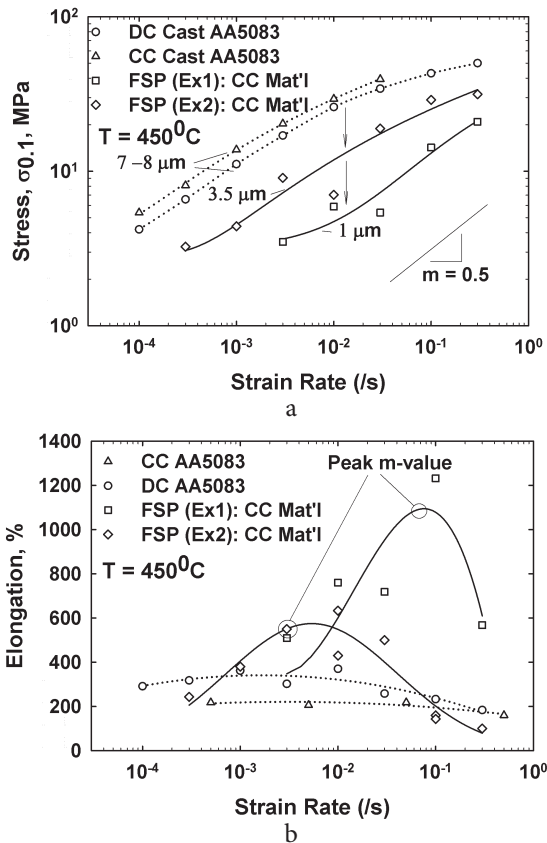 DC Cast AA5083
CC Cast AA5083
FSP (Ex1): CC Mat'l
FSP (Ex2): CC Mat'l
T = 450⁰C
7 –8 μm
3.5 μm
1 μm
m = 0.5
10²
10¹
10⁰
Stress, σ0.1, MPa
10⁻⁴ 10⁻³ 10⁻² 10⁻¹ 10⁰
Strain Rate (/s)
a
1400
1200
1000
800
600
400
200
0
Elongation, %
CC AA5083
DC AA5083
FSP (Ex1): CC Mat'l
FSP (Ex2): CC Mat'l
T = 450⁰C
Peak m-value
10⁻⁴ 10⁻³ 10⁻² 10⁻¹ 10⁰
Strain Rate (/s)
b